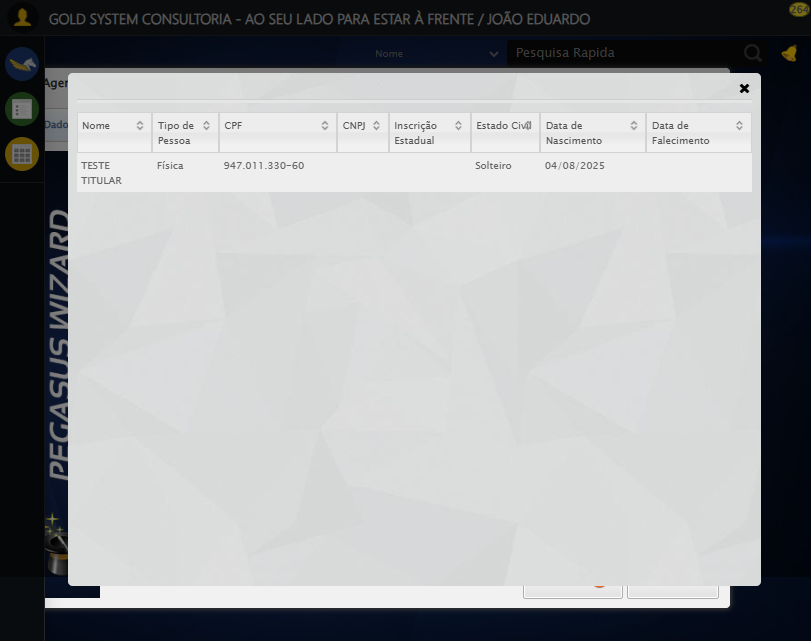 GOLD SYSTEM CONSULTORIA - AO SEU LADO PARA ESTAR À FRENTE / JOÃO EDUARDO
264
Nome
Pesquisa Rapida
Dado
Nome
Tipo de
Pessoa
CPF
CNPJ
Inscrição
Estadual
Estado Civil
Data de
Nascimento
Data de
Falecimento
TESTE
TITULAR
Física
947.011.330-60
Solteiro
04/08/2025
PEGASUS WIZARD